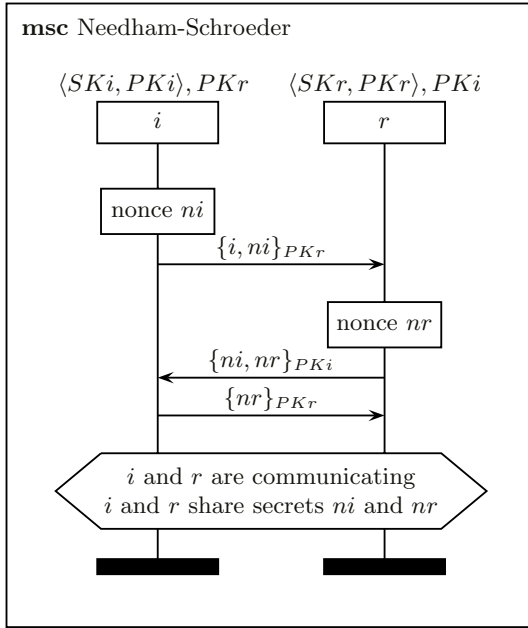 msc Needham-Schroeder
⟨SKi, PKi⟩, PKr
⟨SKr, PKr⟩, PKi
i
r
nonce ni
{i, ni}PKr
nonce nr
{ni, nr}PKi
{nr}PKr
i and r are communicating
i and r share secrets ni and nr